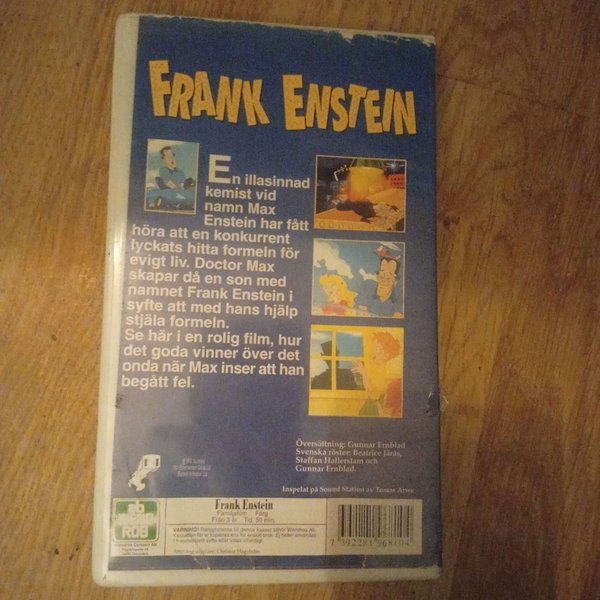 FRANK ENSTEIN
En illasinnad
kemist vid
namn Max
Enstein har fått
höra att en konkurrent
lyckats hitta formeln för
evigt liv. Doctor Max
skapar då en son med
namnet Frank Enstein i
syfte att med hans hjälp
stjäla formeln.
Se här i en rolig film, hur
det goda vinner över det
onda när Max inser att han
begått fel.
Översättning: Gunnar Ernblad
Svenska röster: Beatrice Järås,
Staffan Hallerstam och
Gunnar Ernblad.
Inspelat på Sound Station av
Frank Enstein
Familjefilm Färg
Från 3 år Tid: 50 min.
VARNING!